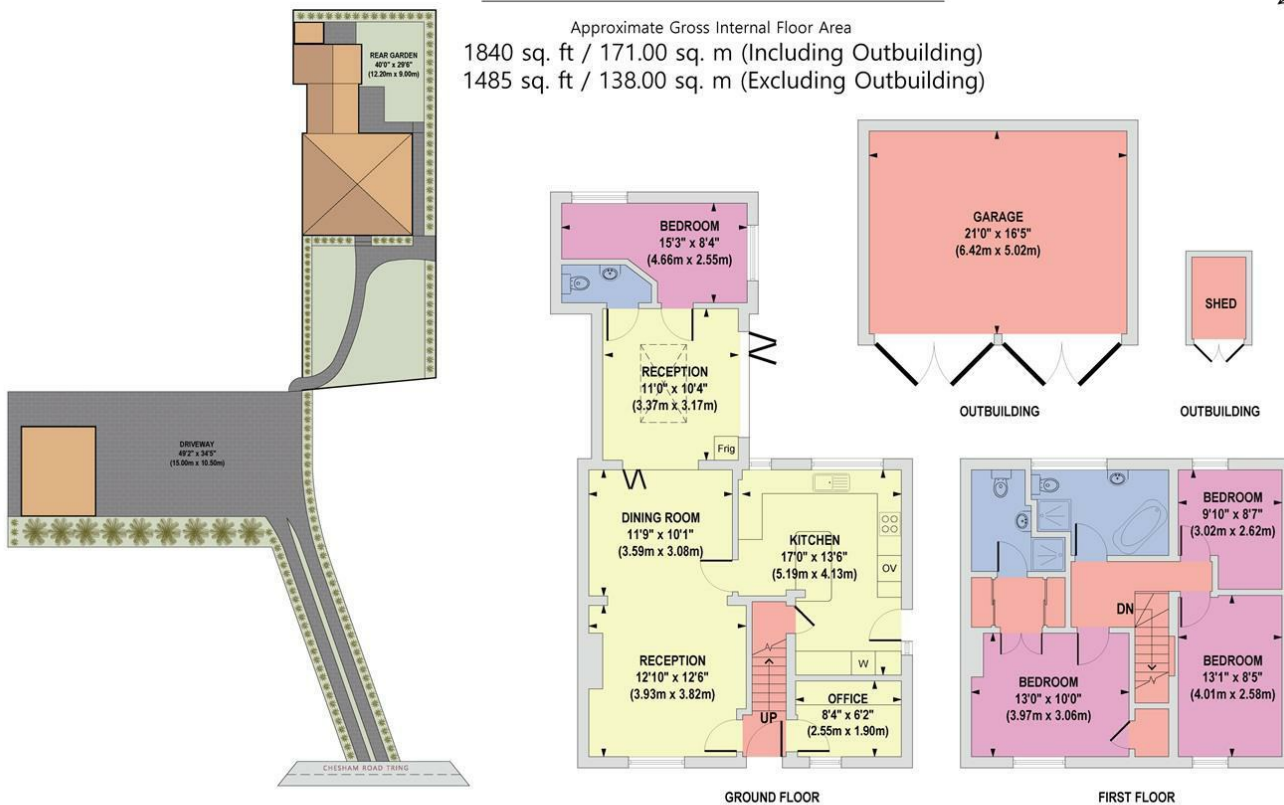 Approximate Gross Internal Floor Area
1840 sq. ft / 171.00 sq. m (Including Outbuilding)
1485 sq. ft / 138.00 sq. m (Excluding Outbuilding)
REAR GARDEN
40'0" x 29'6"
(12.20m x 9.00m)
DRIVEWAY
49'2" x 34'5"
(15.00m x 10.50m)
CHESHAM ROAD TRING
BEDROOM
15'3" x 8'4"
(4.66m x 2.55m)
RECEPTION
11'0" x 10'4"
(3.37m x 3.17m)
Frig
DINING ROOM
11'9" x 10'1"
(3.59m x 3.08m)
KITCHEN
17'0" x 13'6"
(5.19m x 4.13m)
OV
W
RECEPTION
12'10" x 12'6"
(3.93m x 3.82m)
UP
OFFICE
8'4" x 6'2"
(2.55m x 1.90m)
GROUND FLOOR
GARAGE
21'0" x 16'5"
(6.42m x 5.02m)
OUTBUILDING
SHED
OUTBUILDING
BEDROOM
9'10" x 8'7"
(3.02m x 2.62m)
DN
BEDROOM
13'0" x 10'0"
(3.97m x 3.06m)
BEDROOM
13'1" x 8'5"
(4.01m x 2.58m)
FIRST FLOOR